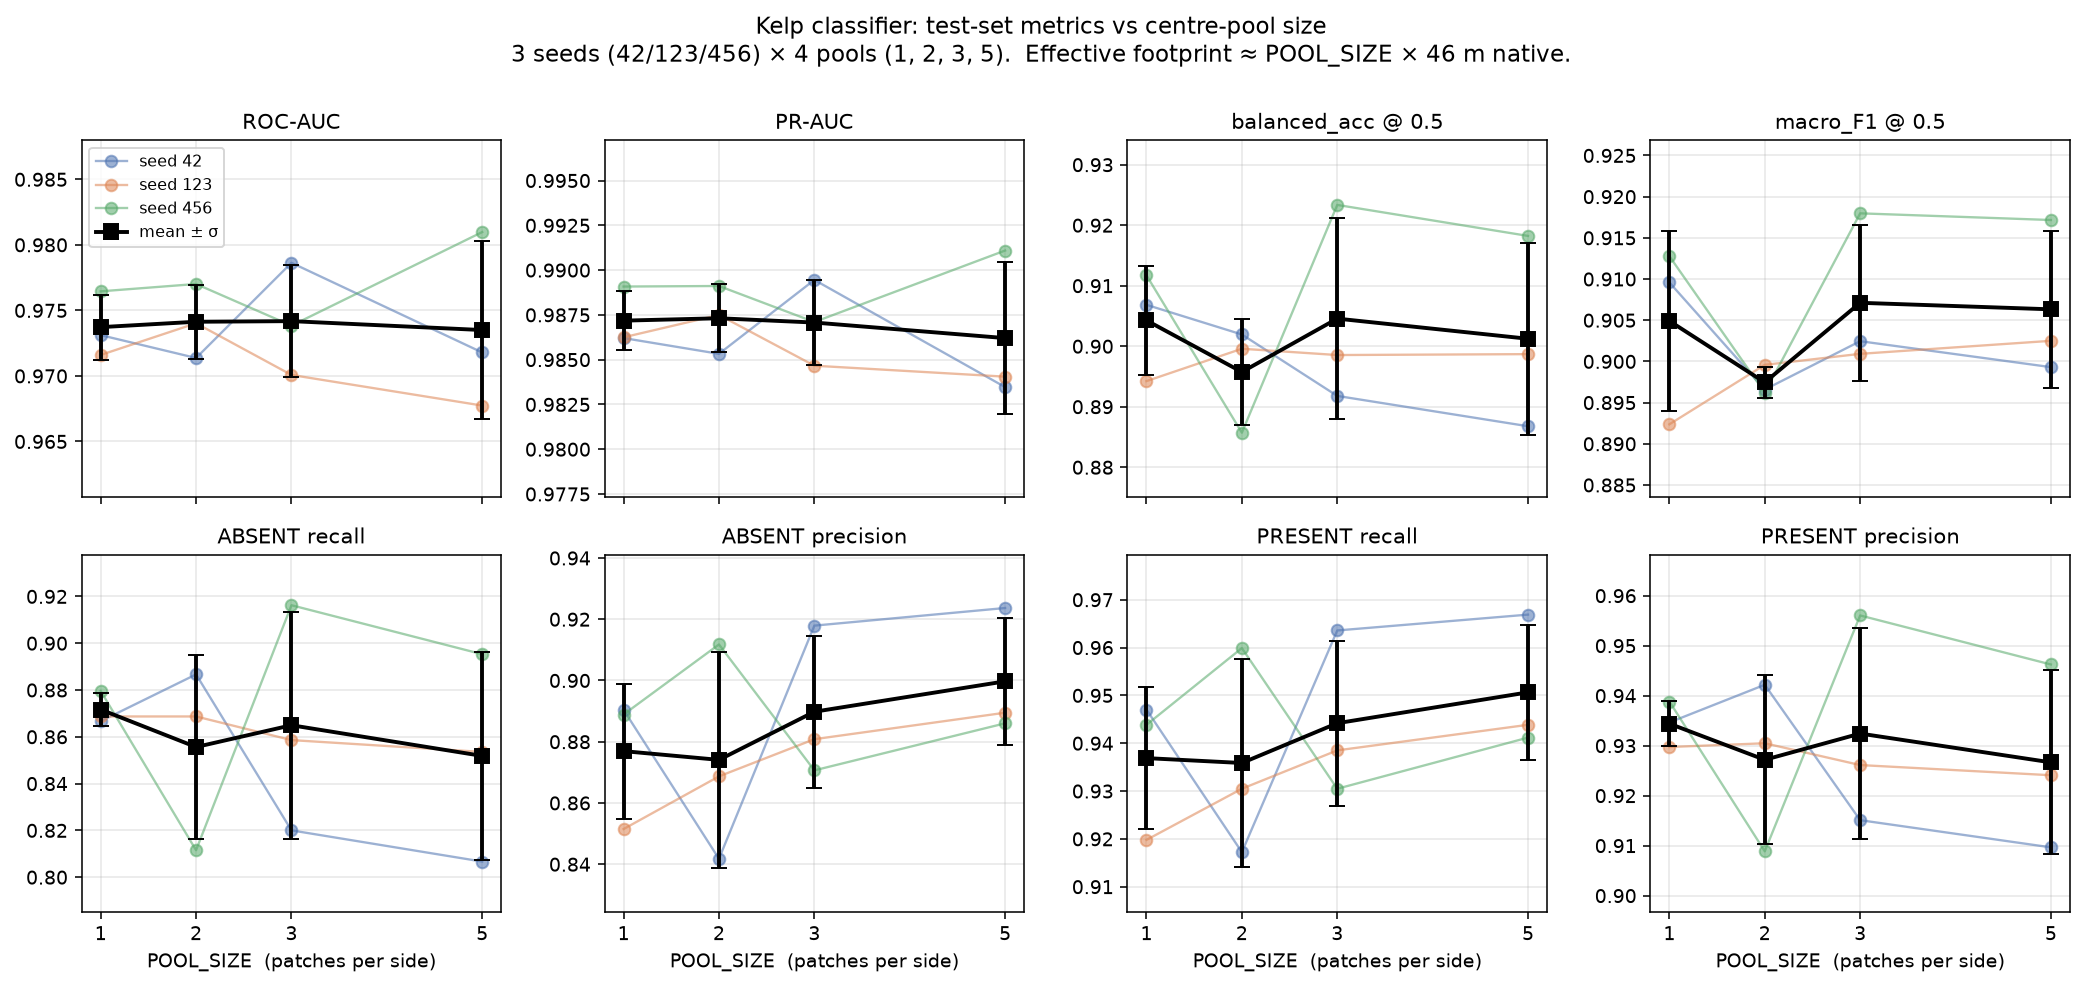 Kelp classifier: test-set metrics vs centre-pool size
3 seeds (42/123/456) × 4 pools (1, 2, 3, 5).  Effective footprint ≈ POOL_SIZE × 46 m native.
ROC-AUC
0.985
0.980
0.975
0.970
0.965
seed 42
seed 123
seed 456
mean ± σ
PR-AUC
0.9950
0.9925
0.9900
0.9875
0.9850
0.9825
0.9800
0.9775
balanced_acc @ 0.5
0.93
0.92
0.91
0.90
0.89
0.88
macro_F1 @ 0.5
0.925
0.920
0.915
0.910
0.905
0.900
0.895
0.890
0.885
ABSENT recall
0.92
0.90
0.88
0.86
0.84
0.82
0.80
1 2 3 5
POOL_SIZE  (patches per side)
ABSENT precision
0.94
0.92
0.90
0.88
0.86
0.84
1 2 3 5
POOL_SIZE  (patches per side)
PRESENT recall
0.97
0.96
0.95
0.94
0.93
0.92
0.91
1 2 3 5
POOL_SIZE  (patches per side)
PRESENT precision
0.96
0.95
0.94
0.93
0.92
0.91
0.90
1 2 3 5
POOL_SIZE  (patches per side)